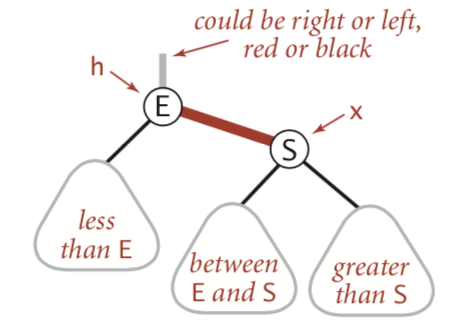 could be right or left,
red or black
h
E
x
S
less
than E
between
E and S
greater
than S